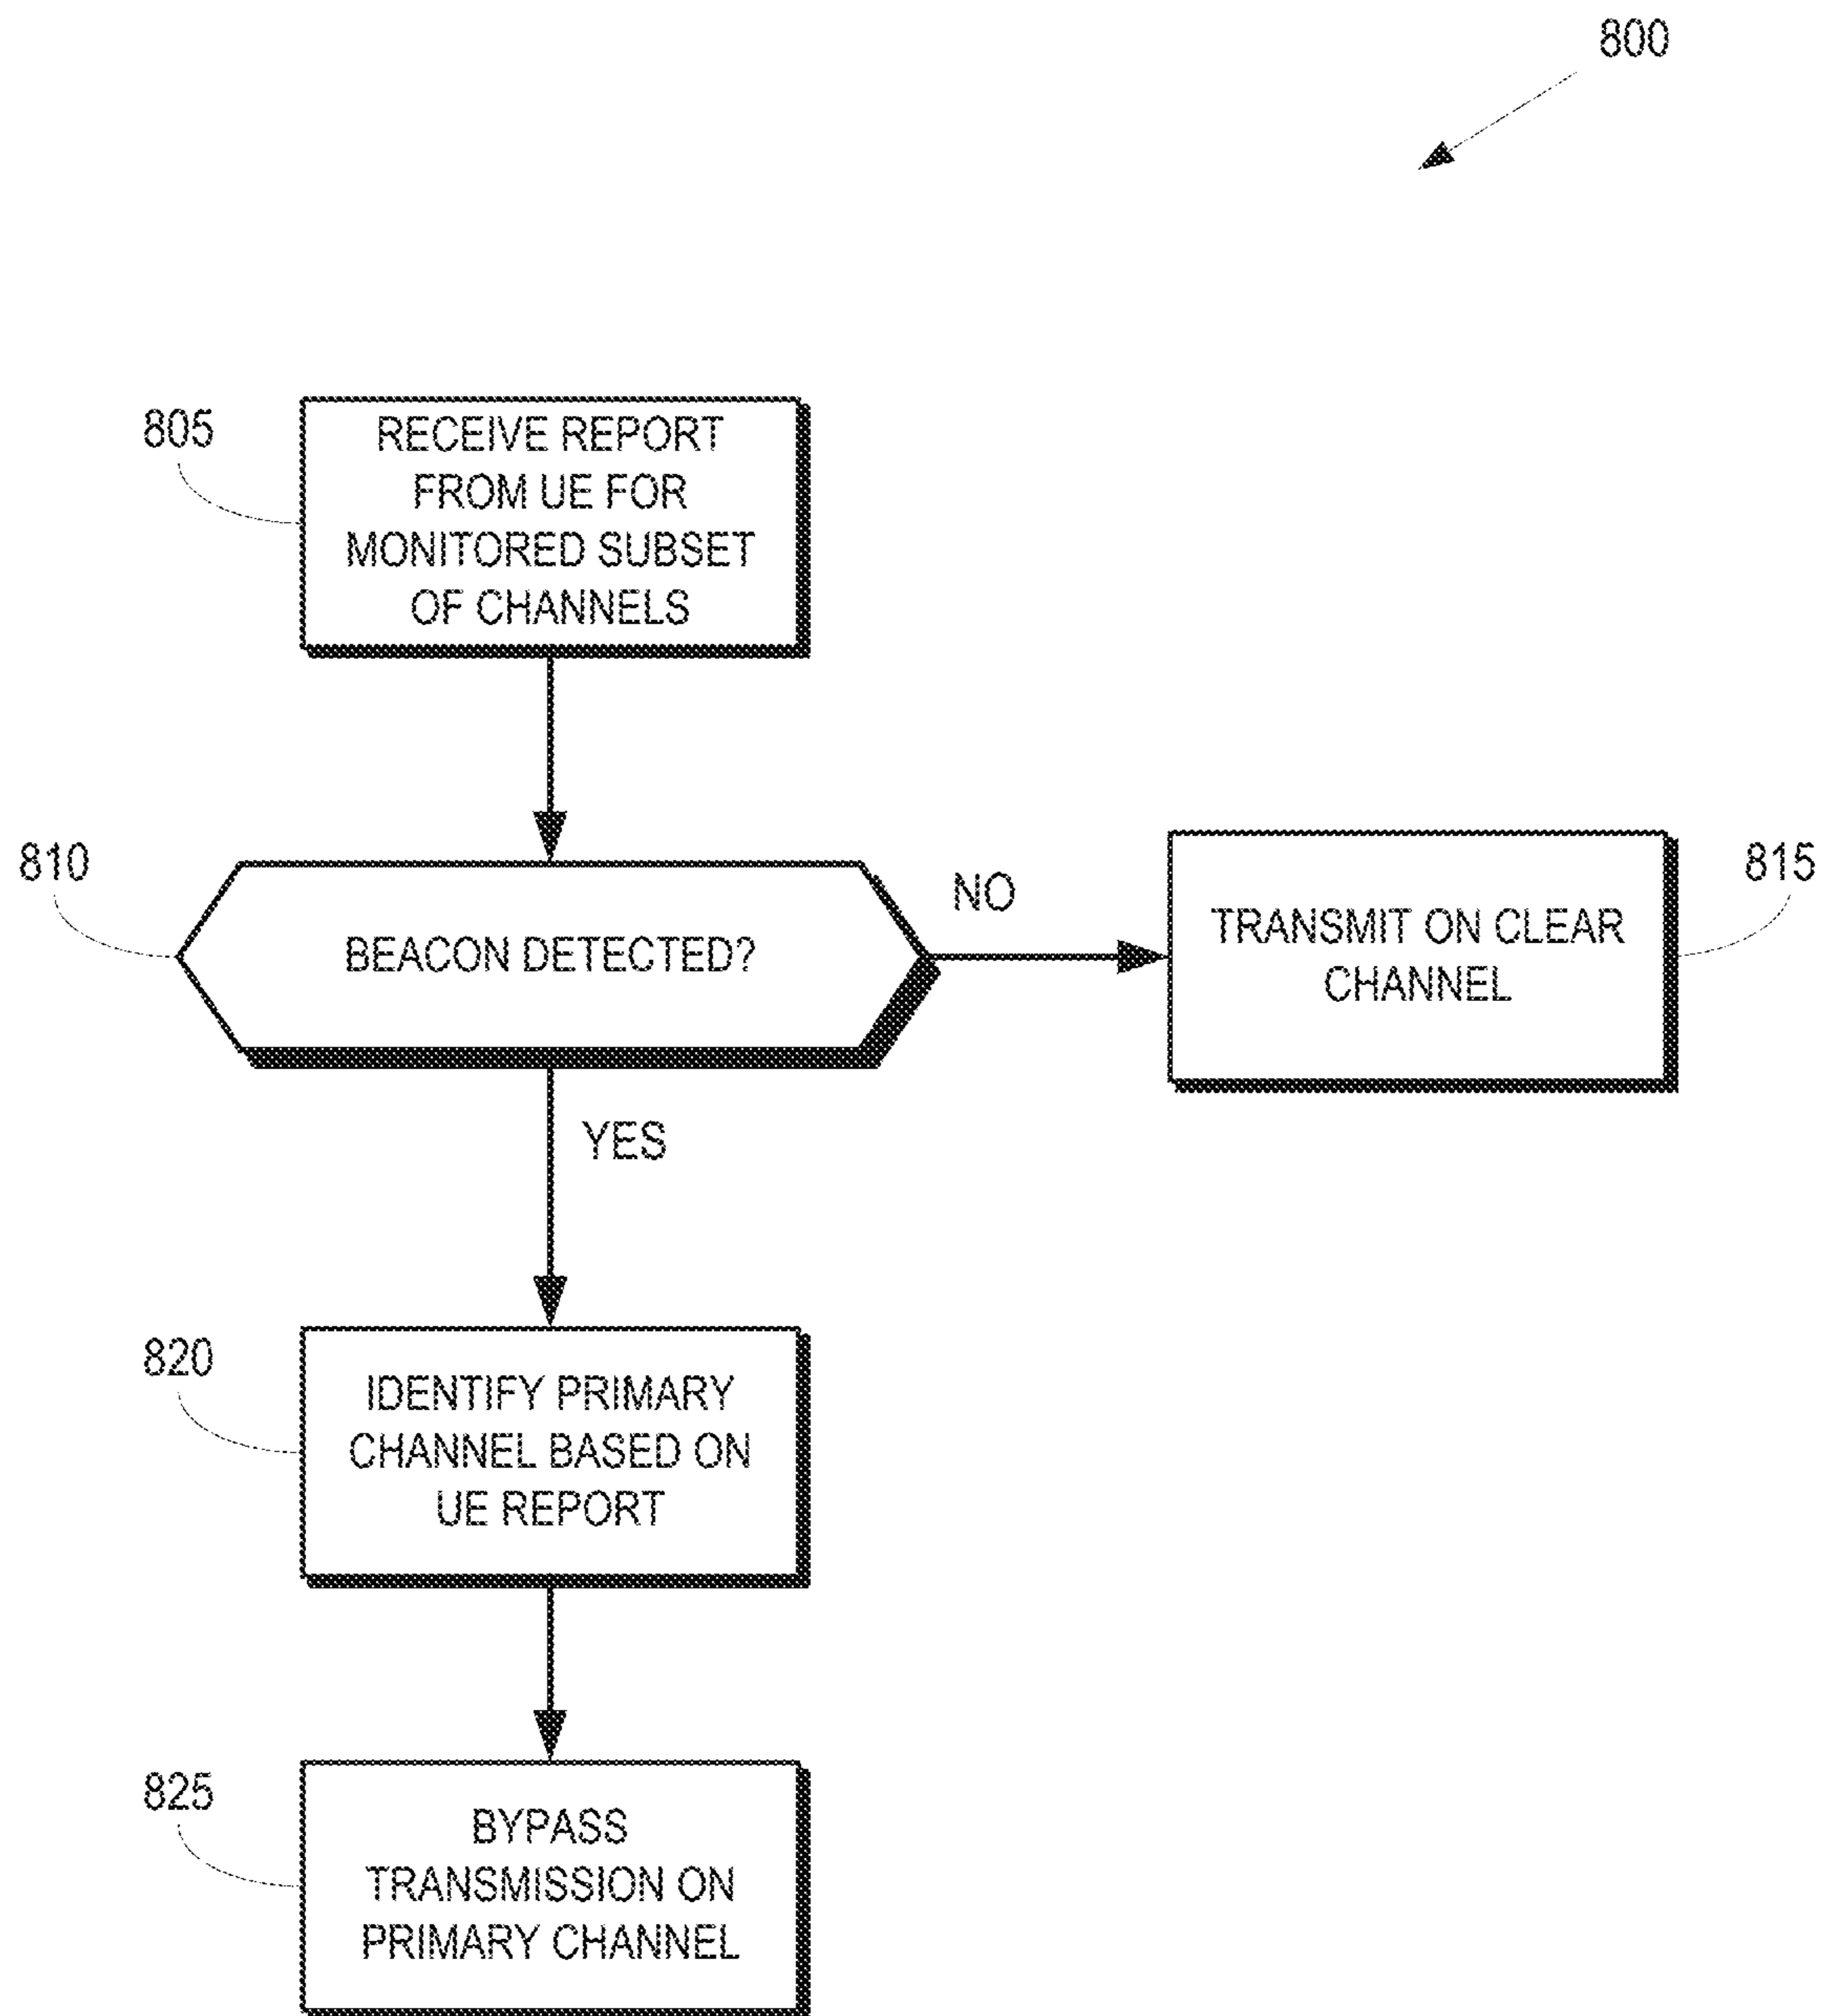 800
805
RECEIVE REPORT
FROM UE FOR
MONITORED SUBSET
OF CHANNELS
810
BEACON DETECTED?
NO
815
TRANSMIT ON CLEAR
CHANNEL
YES
820
IDENTIFY PRIMARY
CHANNEL BASED ON
UE REPORT
825
BYPASS
TRANSMISSION ON
PRIMARY CHANNEL